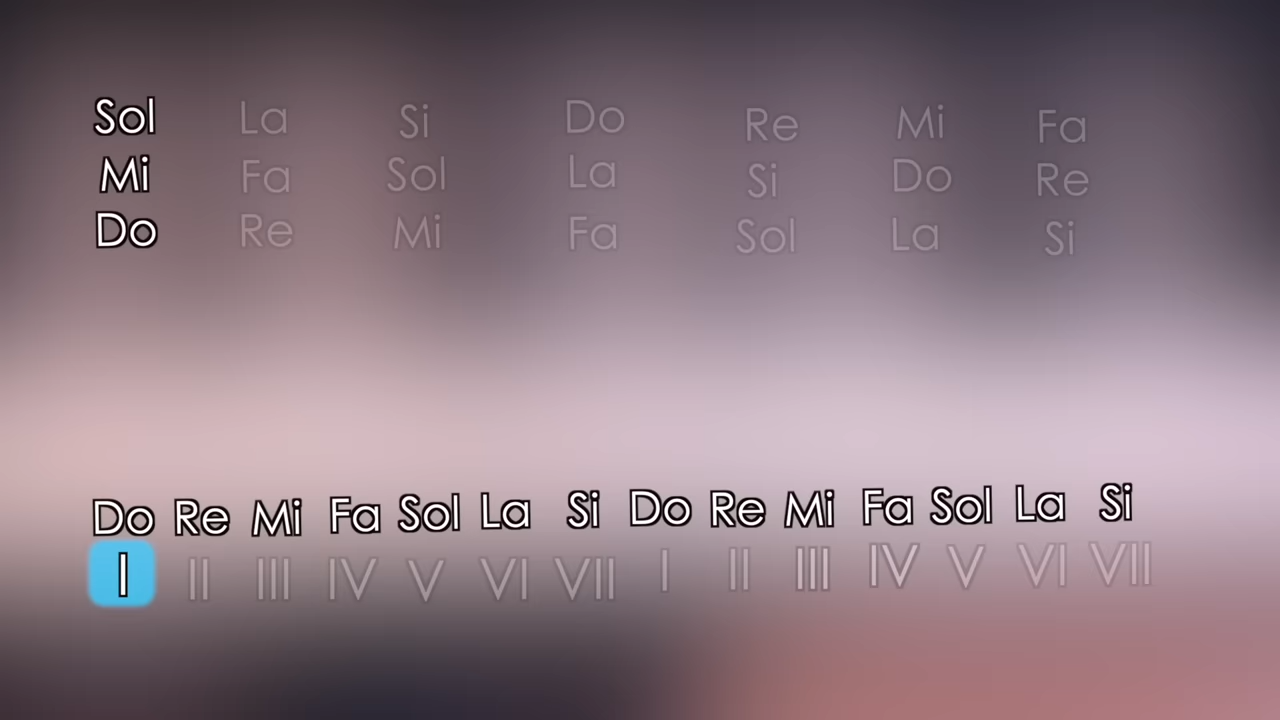 Sol La Si Do Re Mi Fa
Mi Fa Sol La Si Do Re
Do Re Mi Fa Sol La Si
Do Re Mi Fa Sol La Si Do Re Mi Fa Sol La Si
I II III IV V VI VII I II III IV V VI VII